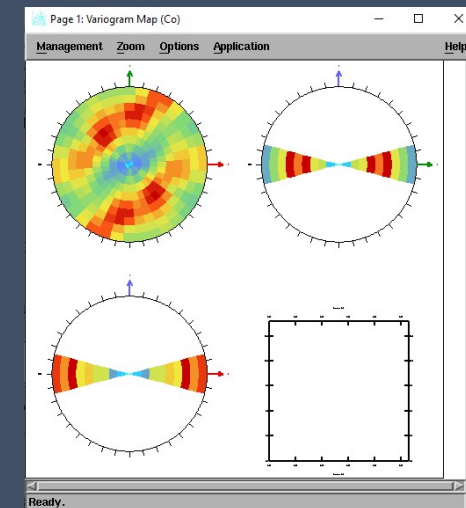 Page 1: Variogram Map (Co)
Management Zoom Options Application Help
Ready.